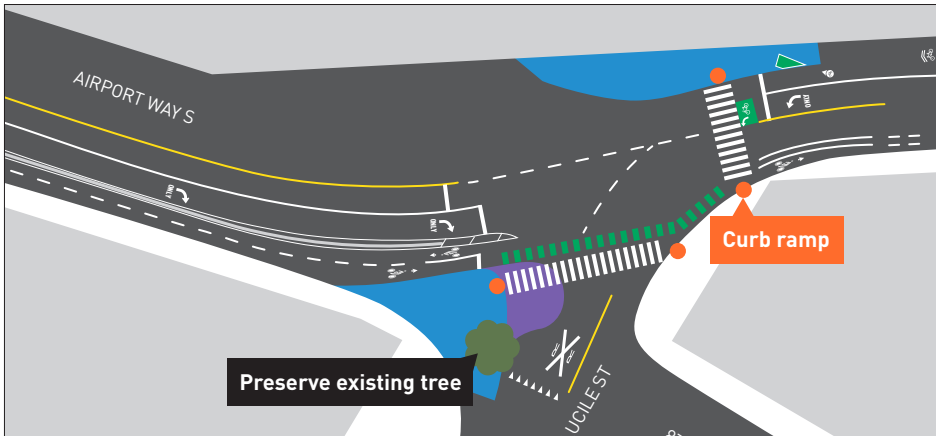 AIRPORT WAY S
ONLY
ONLY
ONLY
Curb ramp
Preserve existing tree
UCILE ST